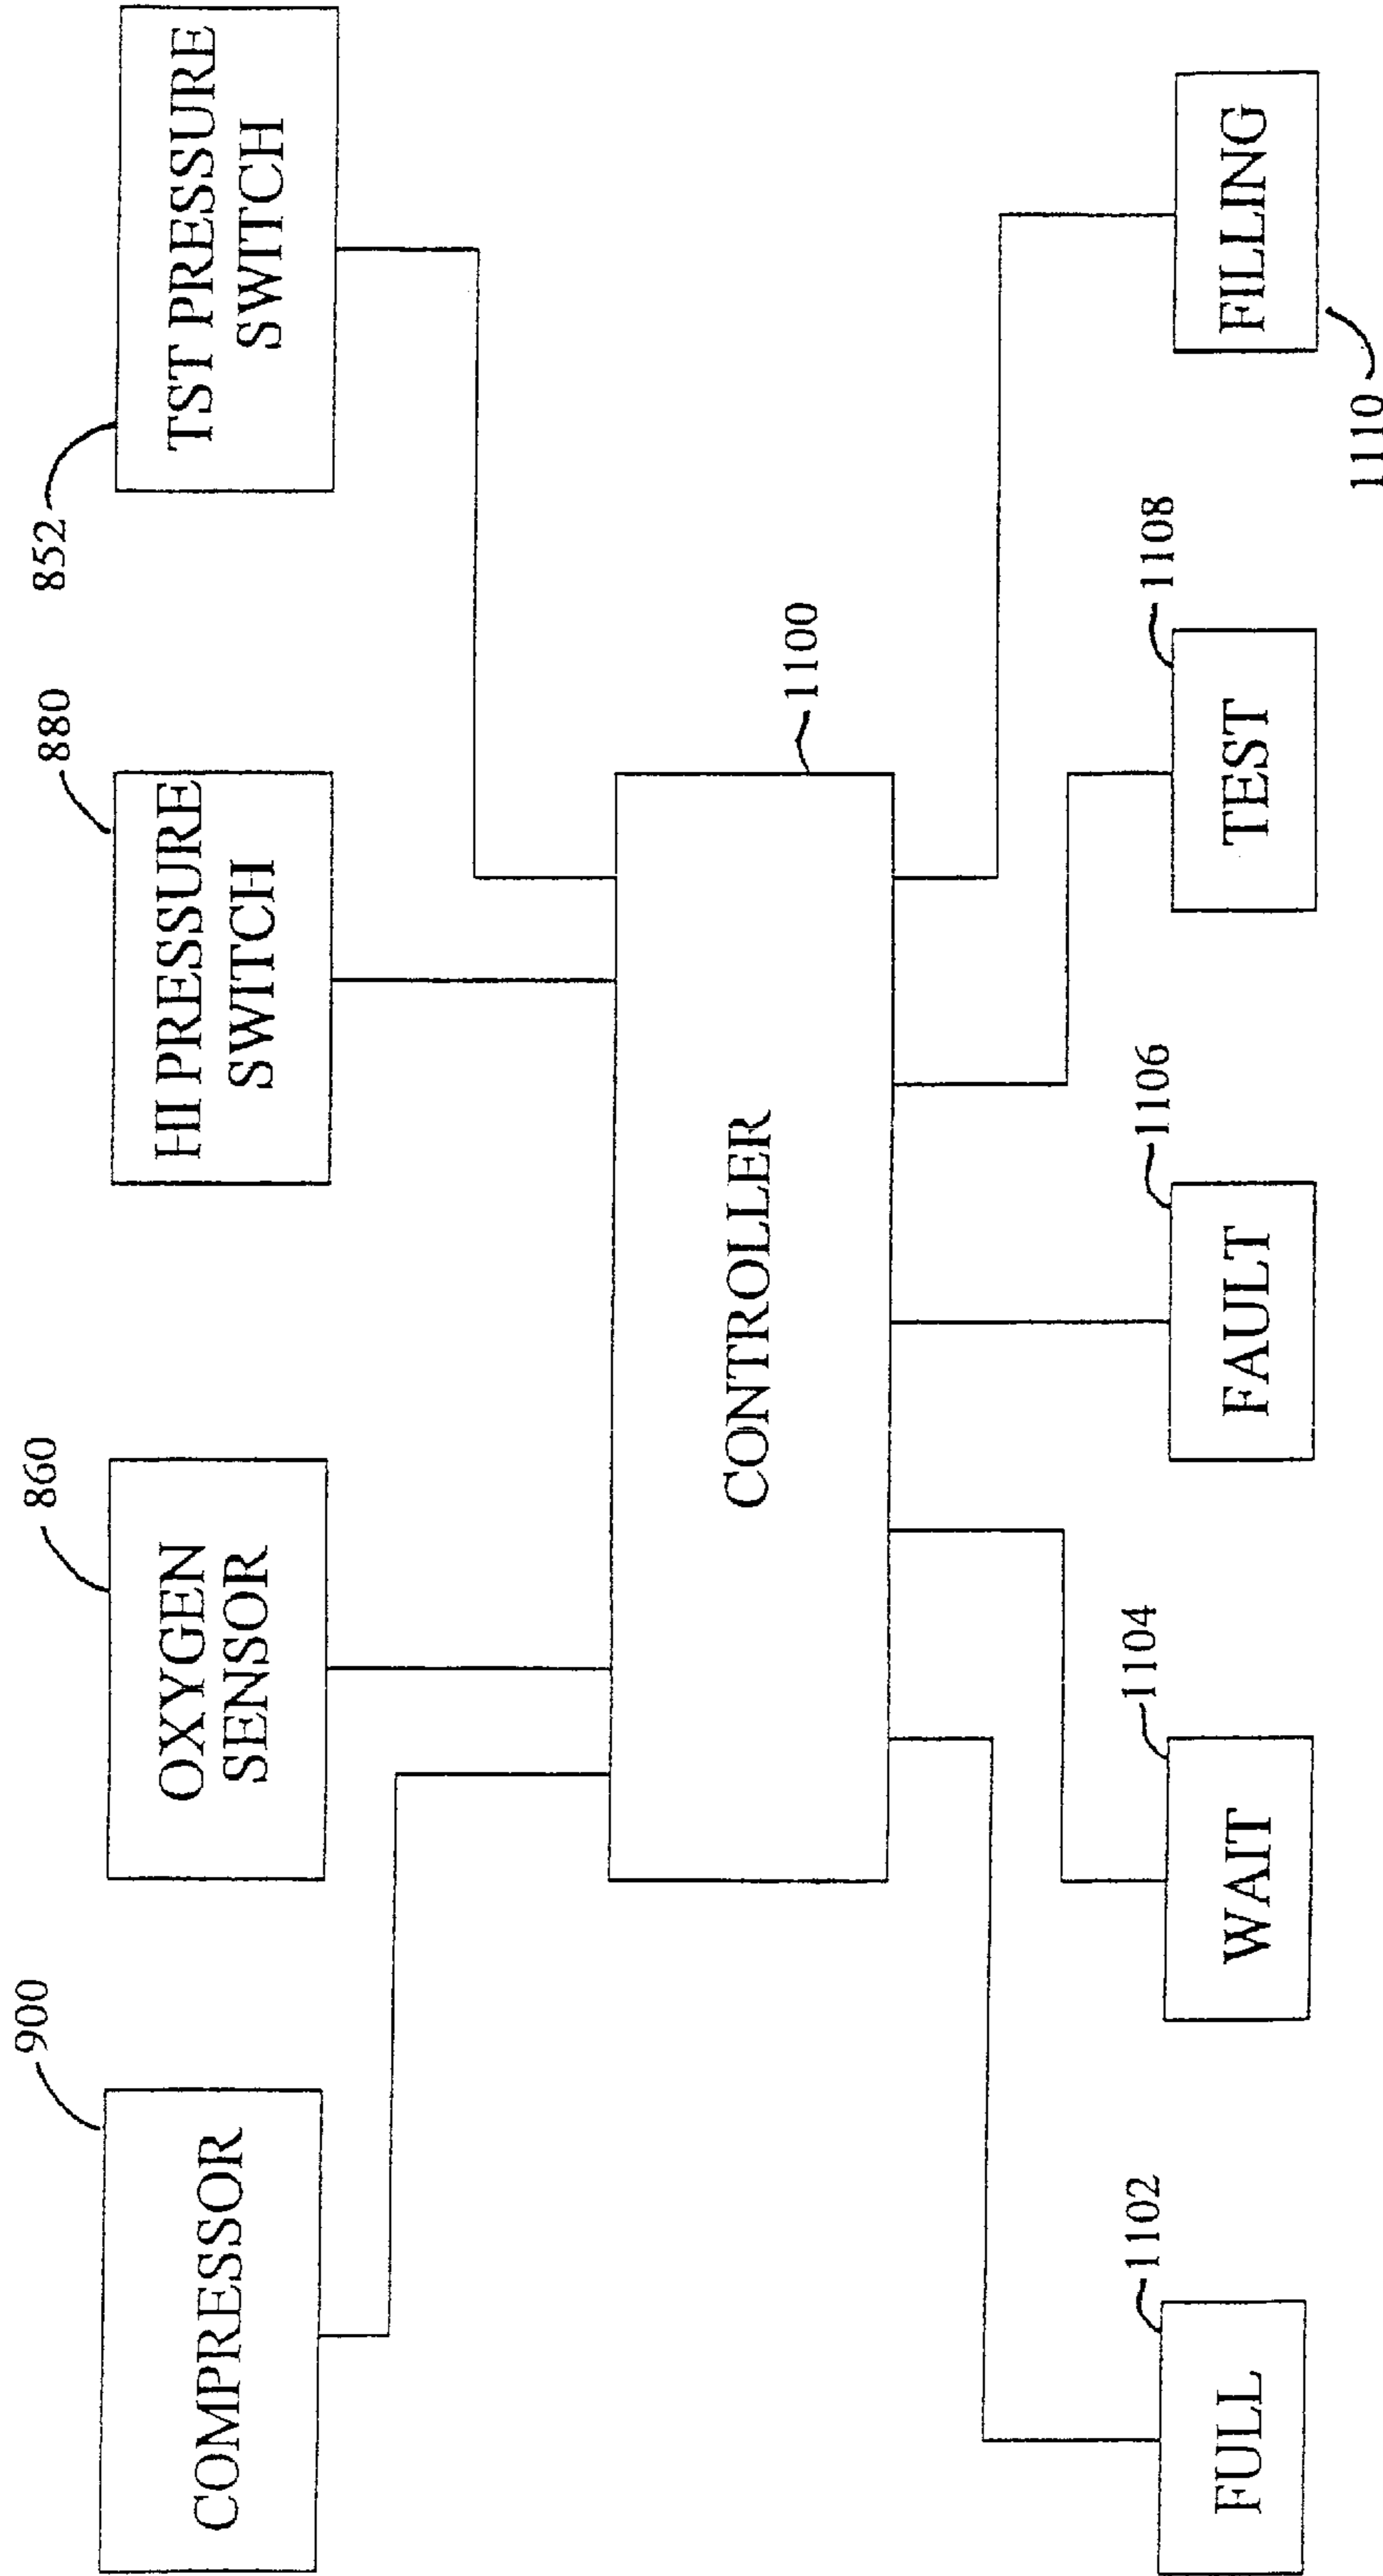 900
COMPRESSOR
860
OXYGEN
SENSOR
880
HI PRESSURE
SWITCH
852
TST PRESSURE
SWITCH
CONTROLLER
1100
1102
FULL
1104
WAIT
1106
FAULT
1108
TEST
FILLING
1110